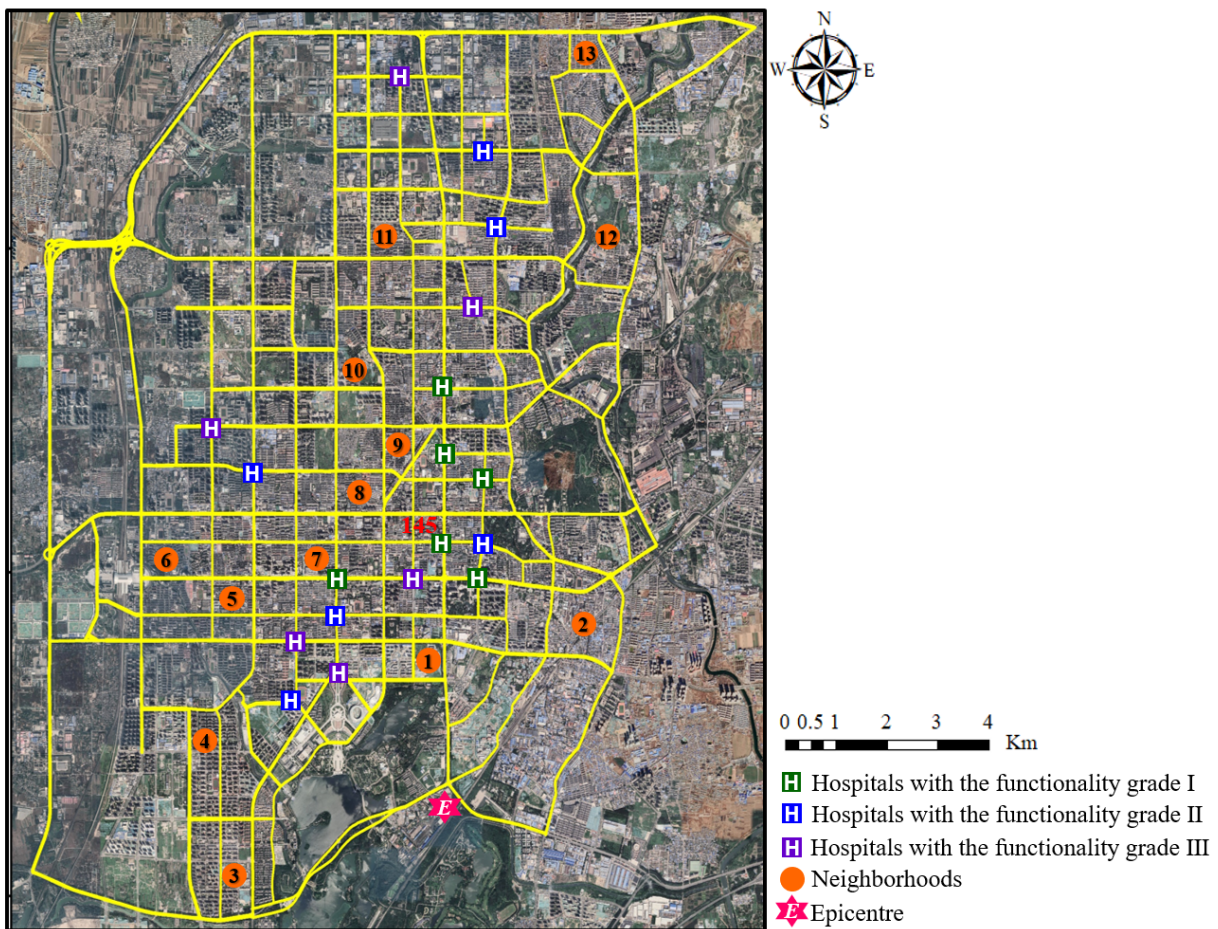 N
W E
S
13
H
H
11 H 12
H
10 H
H 9 H
H 8 H
145
6 7 H H
5 H H H
H 2
H 1
H
H
4
E
3
0 0.5 1 2 3 4
Km
H Hospitals with the functionality grade I
H Hospitals with the functionality grade II
H Hospitals with the functionality grade III
Neighborhoods
E Epicentre